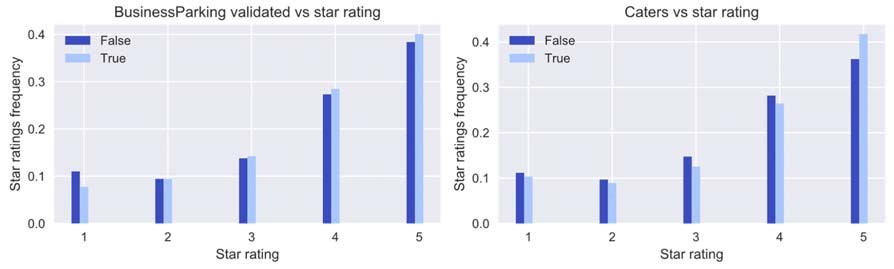 BusinessParking validated vs star rating
False
True
Star ratings frequency
0.4
0.3
0.2
0.1
0.0
1 2 3 4 5
Star rating
Caters vs star rating
False
True
Star ratings frequency
0.4
0.3
0.2
0.1
0.0
1 2 3 4 5
Star rating